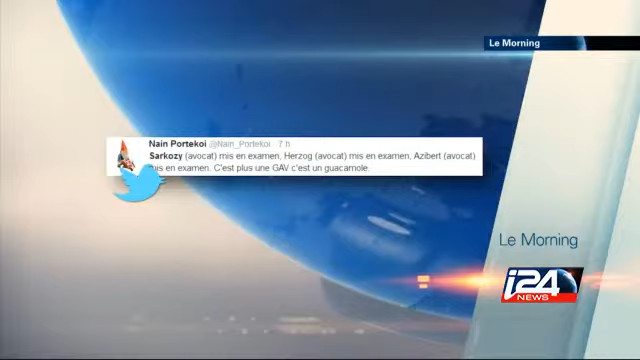 Le Morning
Nain Portekoi @Nain_Portekoi · 7 h
Sarkozy (avocat) mis en examen, Herzog (avocat) mis en examen, Azibert (avocat)
mis en examen. C'est plus une GAV c'est un guacamole.
Le Morning
i24
NEWS